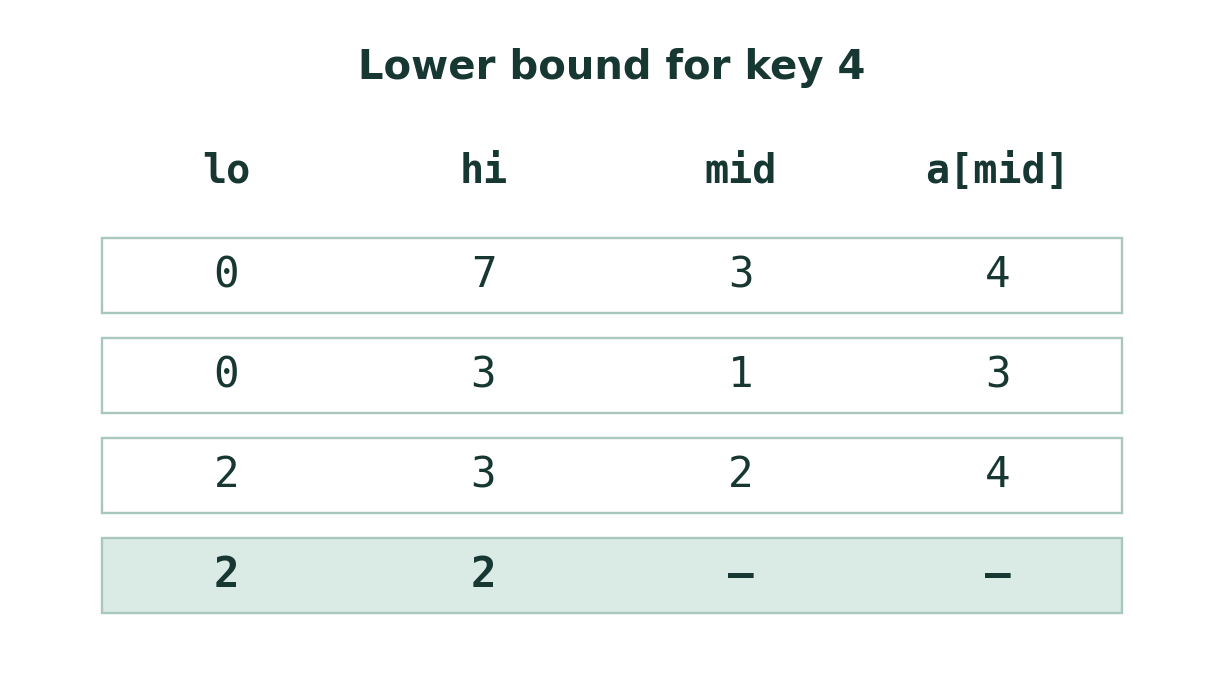 Lower bound for key 4
lo hi mid a[mid]
0 7 3 4
0 3 1 3
2 3 2 4
2 2 — —